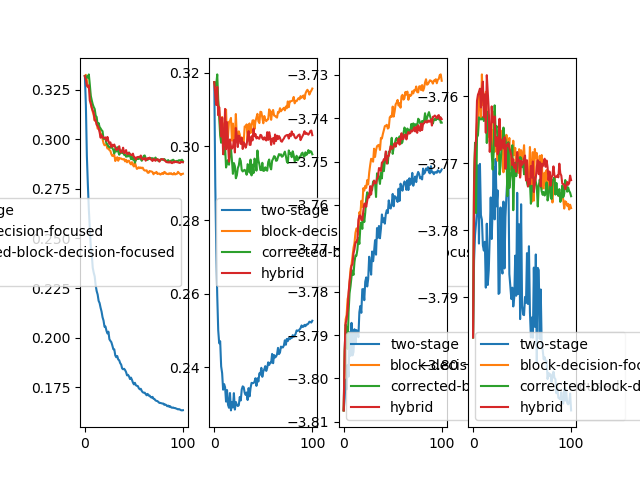 0.325
0.300
0.275
0.250
0.225
0.200
0.175
0 100
ge
ecision-focused
ed-block-decision-focused
0.32
0.30
0.28
0.26
0.24
0 100
two-stage
block-decis
corrected-b
hybrid
−3.73
−3.74
−3.75
−3.76
−3.77
−3.78
−3.79
−3.80
−3.81
0 100
two-stage
block-decis
corrected-b
hybrid
−3.76
−3.77
−3.78
−3.79
−3.80
0 100
two-stage
block-decision-foc
corrected-block-d
hybrid